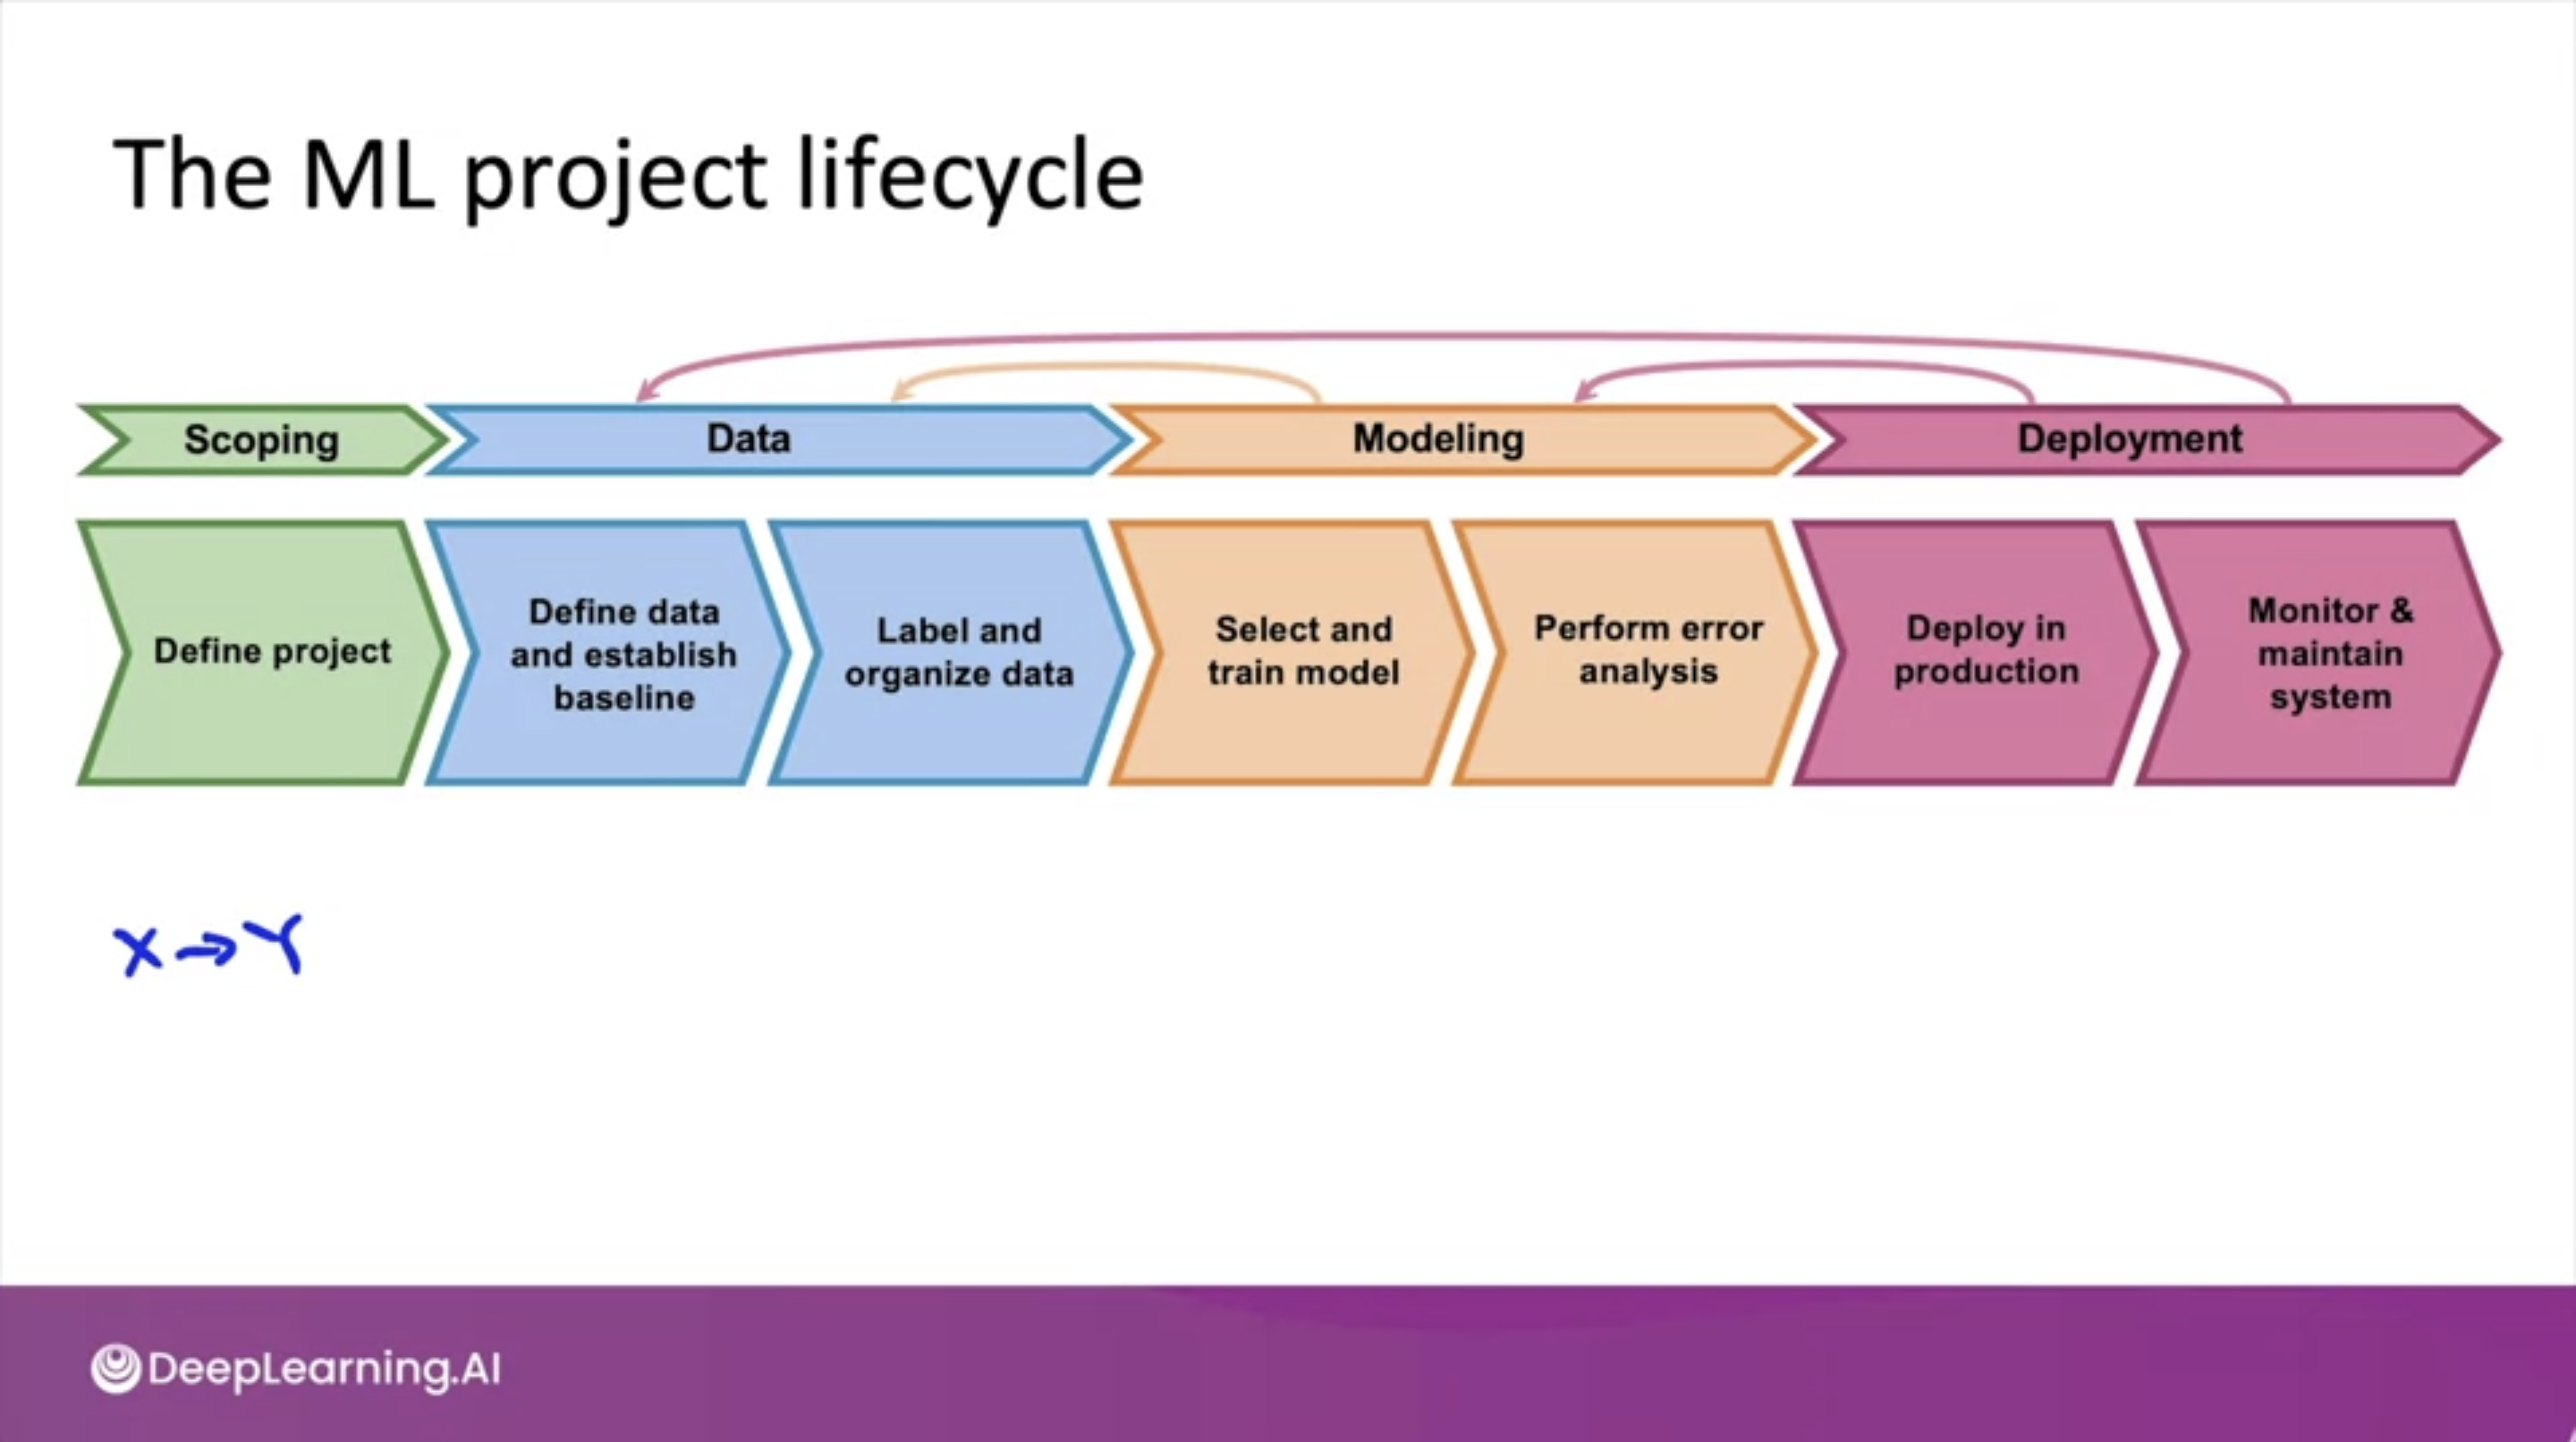 The ML project lifecycle
Scoping
Data
Modeling
Deployment
Define project
Define data
and establish
baseline
Label and
organize data
Select and
train model
Perform error
analysis
Deploy in
production
Monitor &
maintain
system
X → Y
DeepLearning.AI